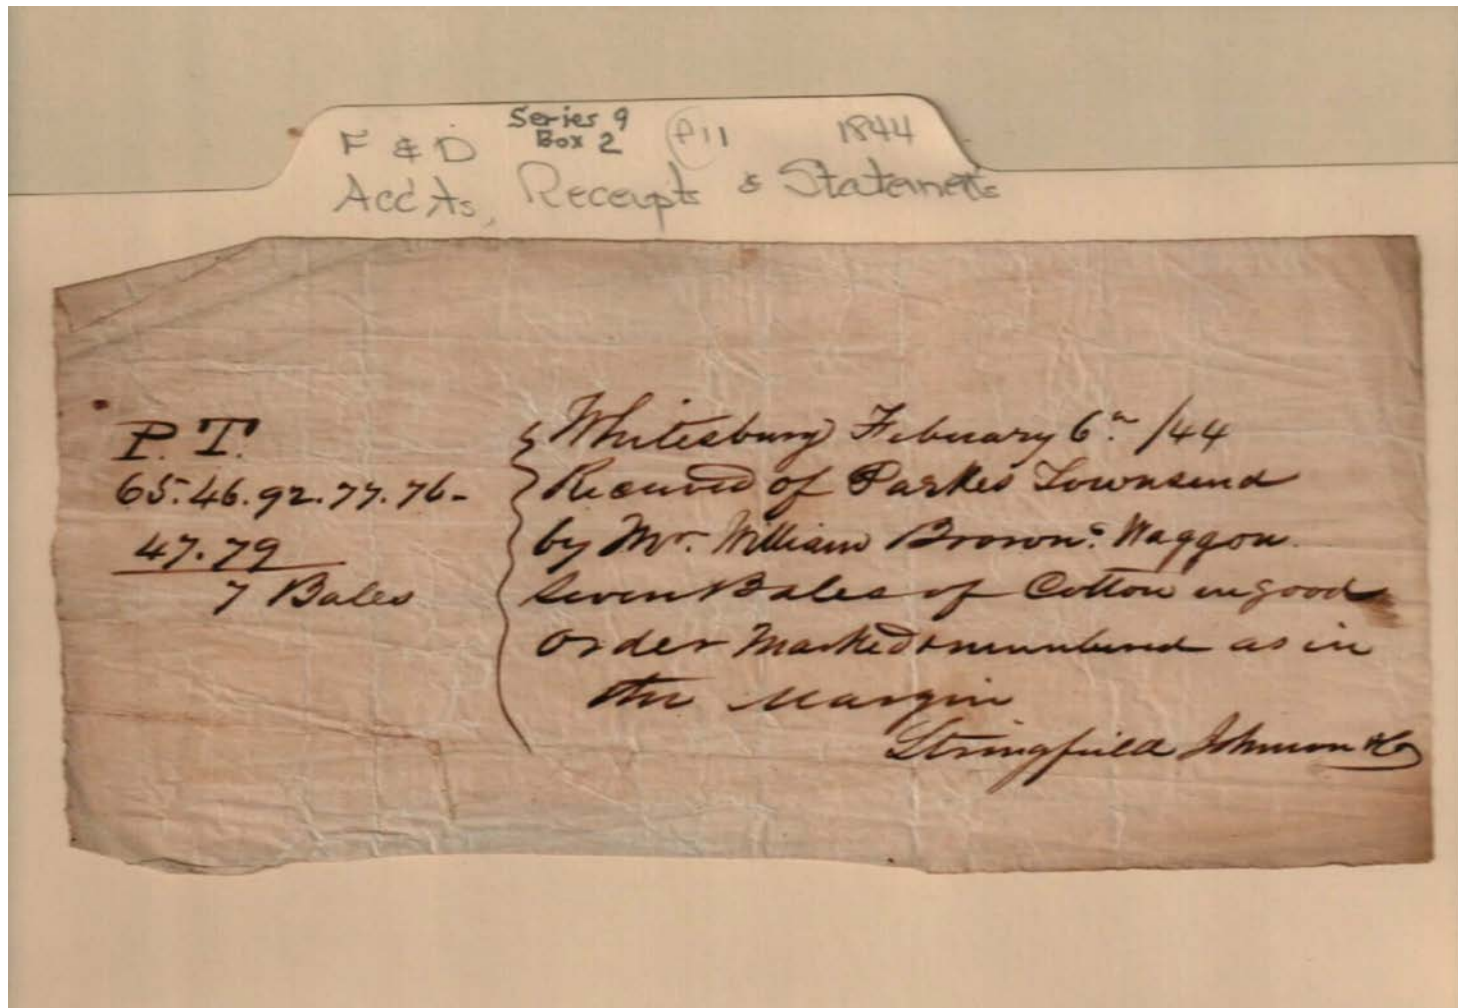 Series 9
F & D Box 2 P11 1844
Acc'ts, Receipts & Statements
P. T.
65.46.92.77.76-
47.79
7 Bales
Whitesburg February 6th /44
Received of Parkes Townsend
by Mr. William Browns Waggon
Seven Bales of Cotton in good
order Marked & numbered as in
the Margin
Stringfield Johnson & Co